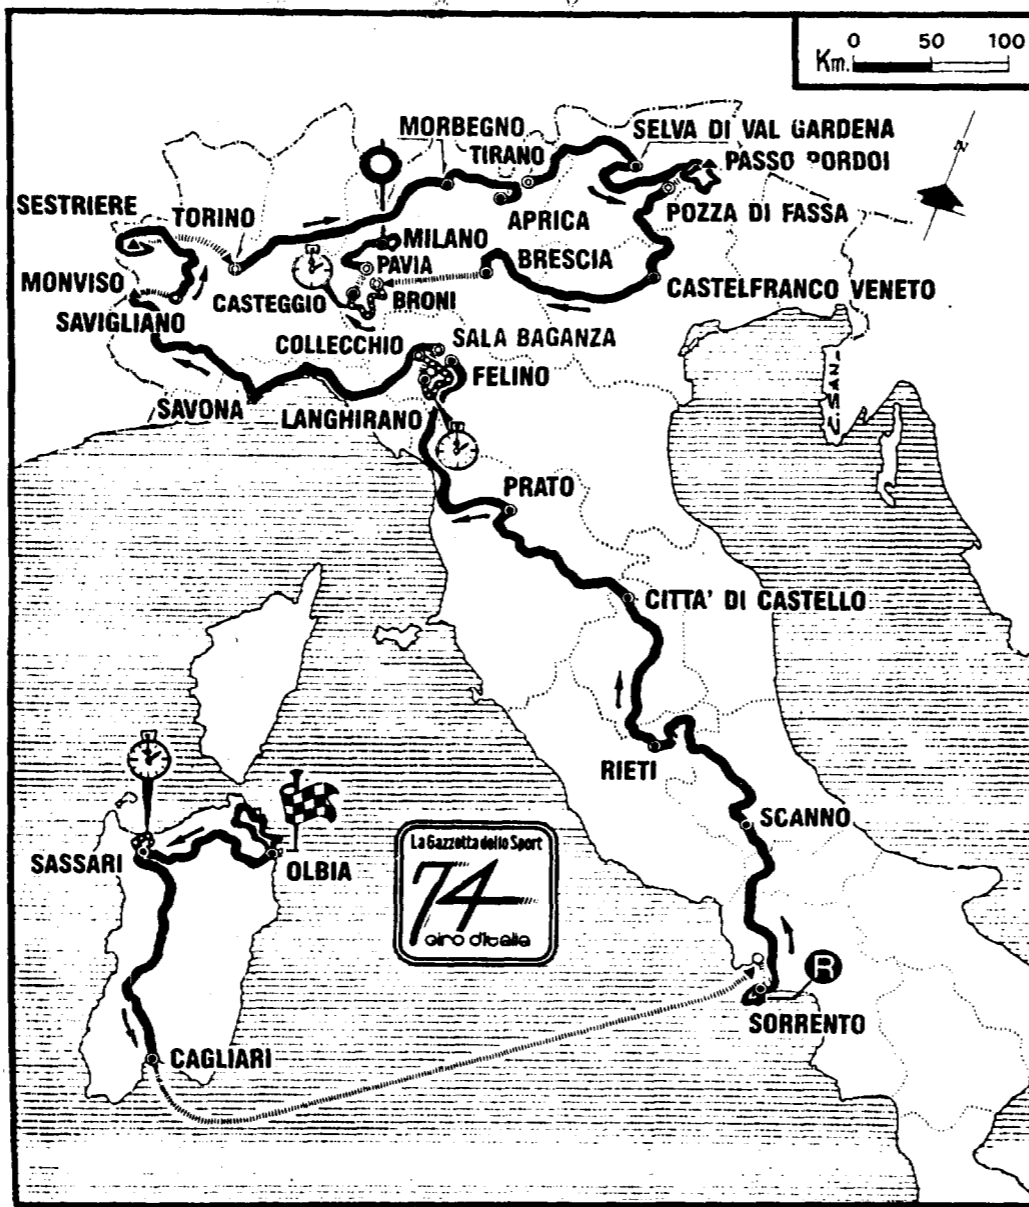 Km. 0 50 100
N
MORBEGNO
SELVA DI VAL GARDENA
TIRANO
PASSO PORDOI
SESTRIERE
TORINO
APRICA
POZZA DI FASSA
MILANO
PAVIA
BRESCIA
MONVISO
CASTELFRANCO VENETO
CASTEGGIO
BRONI
SAVIGLIANO
COLLECCHIO
SALA BAGANZA
FELINO
SAVONA
LANGHIRANO
PRATO
CITTA' DI CASTELLO
RIETI
SCANNO
SASSARI
OLBIA
La Gazzetta dello Sport
74
giro d'italia
R
SORRENTO
CAGLIARI